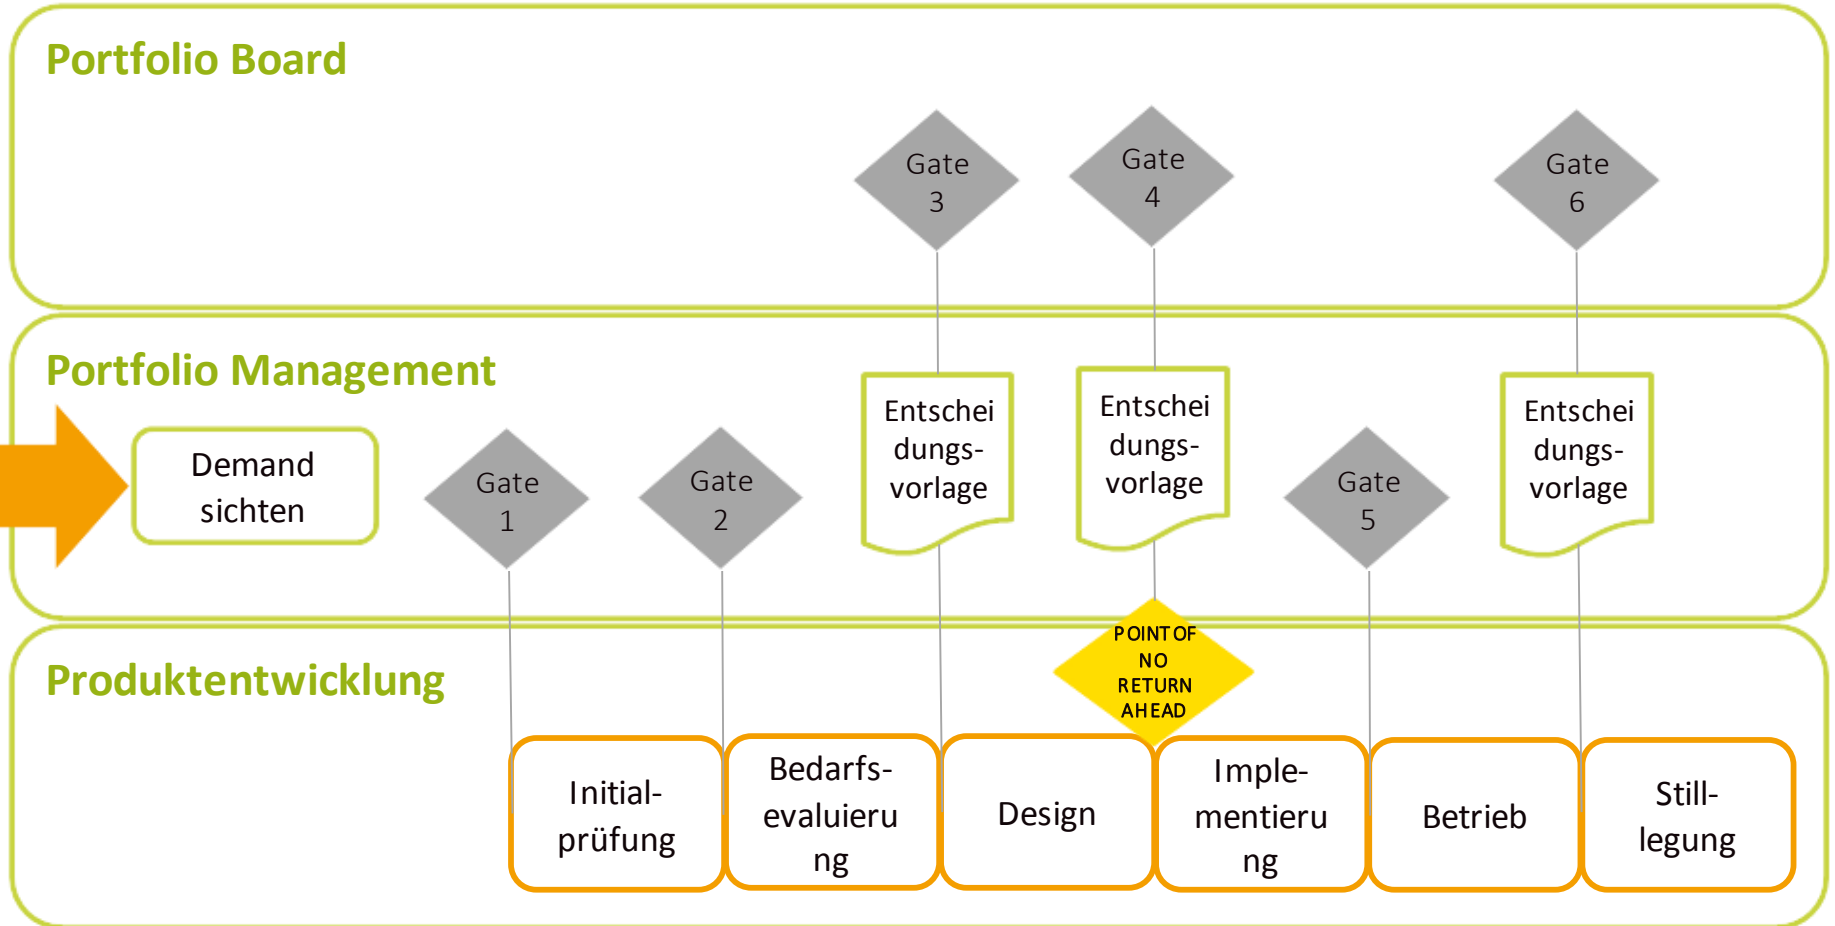 Portfolio Board
Gate
3
Gate
4
Gate
6
Portfolio Management
Demand
sichten
Gate
1
Gate
2
Entschei
dungs-
vorlage
Entschei
dungs-
vorlage
Gate
5
Entschei
dungs-
vorlage
Produktentwicklung
POINT OF
NO
RETURN
AHEAD
Initial-
prüfung
Bedarfs-
evaluieru
ng
Design
Imple-
mentieru
ng
Betrieb
Still-
legung